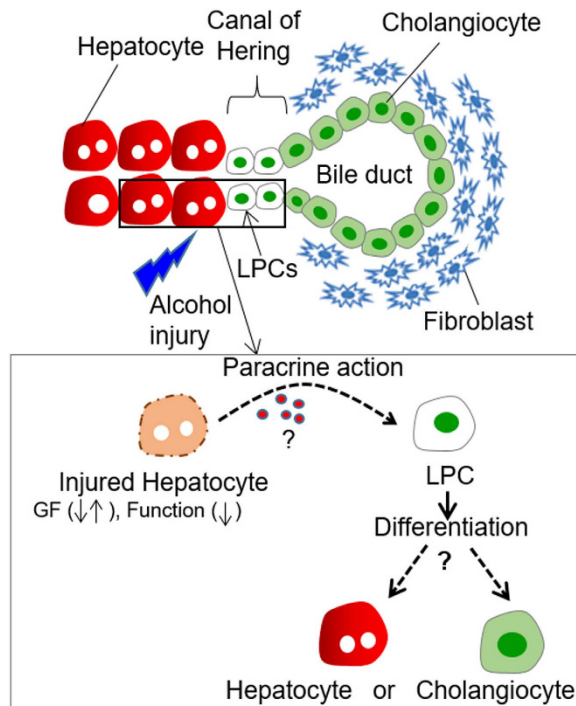 Hepatocyte
Canal of
Hering
Cholangiocyte
Bile duct
LPCs
Alcohol
injury
Fibroblast
Paracrine action
?
Injured Hepatocyte
GF (↓↑), Function (↓)
LPC
Differentiation
?
Hepatocyte or Cholangiocyte